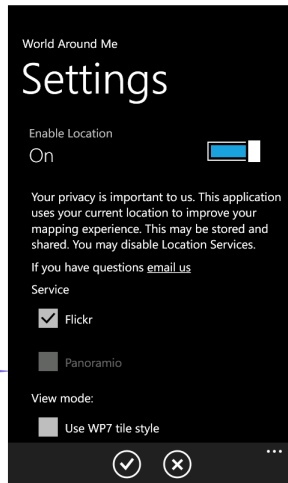 World Around Me
Settings
Enable Location
On
Your privacy is important to us. This application
uses your current location to improve your
mapping experience. This may be stored and
shared. You may disable Location Services.
If you have questions email us
Service
Flickr
Panoramio
View mode:
Use WP7 tile style